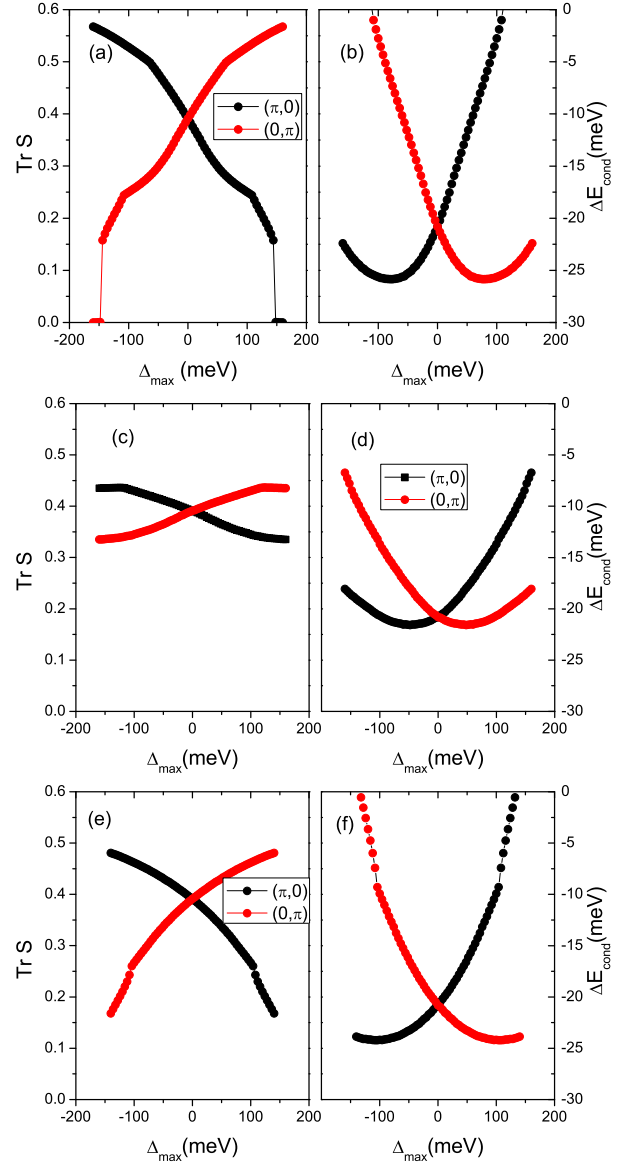 0.6
0.5
0.4
0.3
0.2
0.1
0.0
Tr S
(a)
(π,0)
(0,π)
-200 -100 0 100 200
Δmax (meV)
(b)
0
-5
-10
-15
-20
-25
-30
ΔEcond(meV)
-100 0 100 200
Δmax (meV)
0.6
0.5
0.4
0.3
0.2
0.1
0.0
Tr S
(c)
-200 -100 0 100 200
Δmax(meV)
(d)
(π,0)
(0,π)
0
-5
-10
-15
-20
-25
-30
ΔEcond(meV)
-100 0 100 200
Δmax(meV)
0.6
0.5
0.4
0.3
0.2
0.1
0.0
Tr S
(e)
(π,0)
(0,π)
-200 -100 0 100 200
Δmax(meV)
(f)
0
-5
-10
-15
-20
-25
-30
ΔEcond(meV)
-100 0 100 200
Δmax(meV)